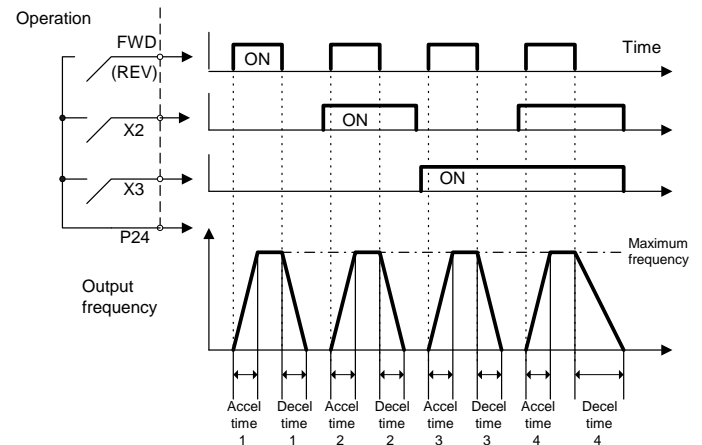 Operation
FWD
(REV)
ON
Time
X2
ON
X3
ON
P24
Maximum
frequency
Output
frequency
Accel
time
1
Decel
time
1
Accel
time
2
Decel
time
2
Accel
time
3
Decel
time
3
Accel
time
4
Decel
time
4